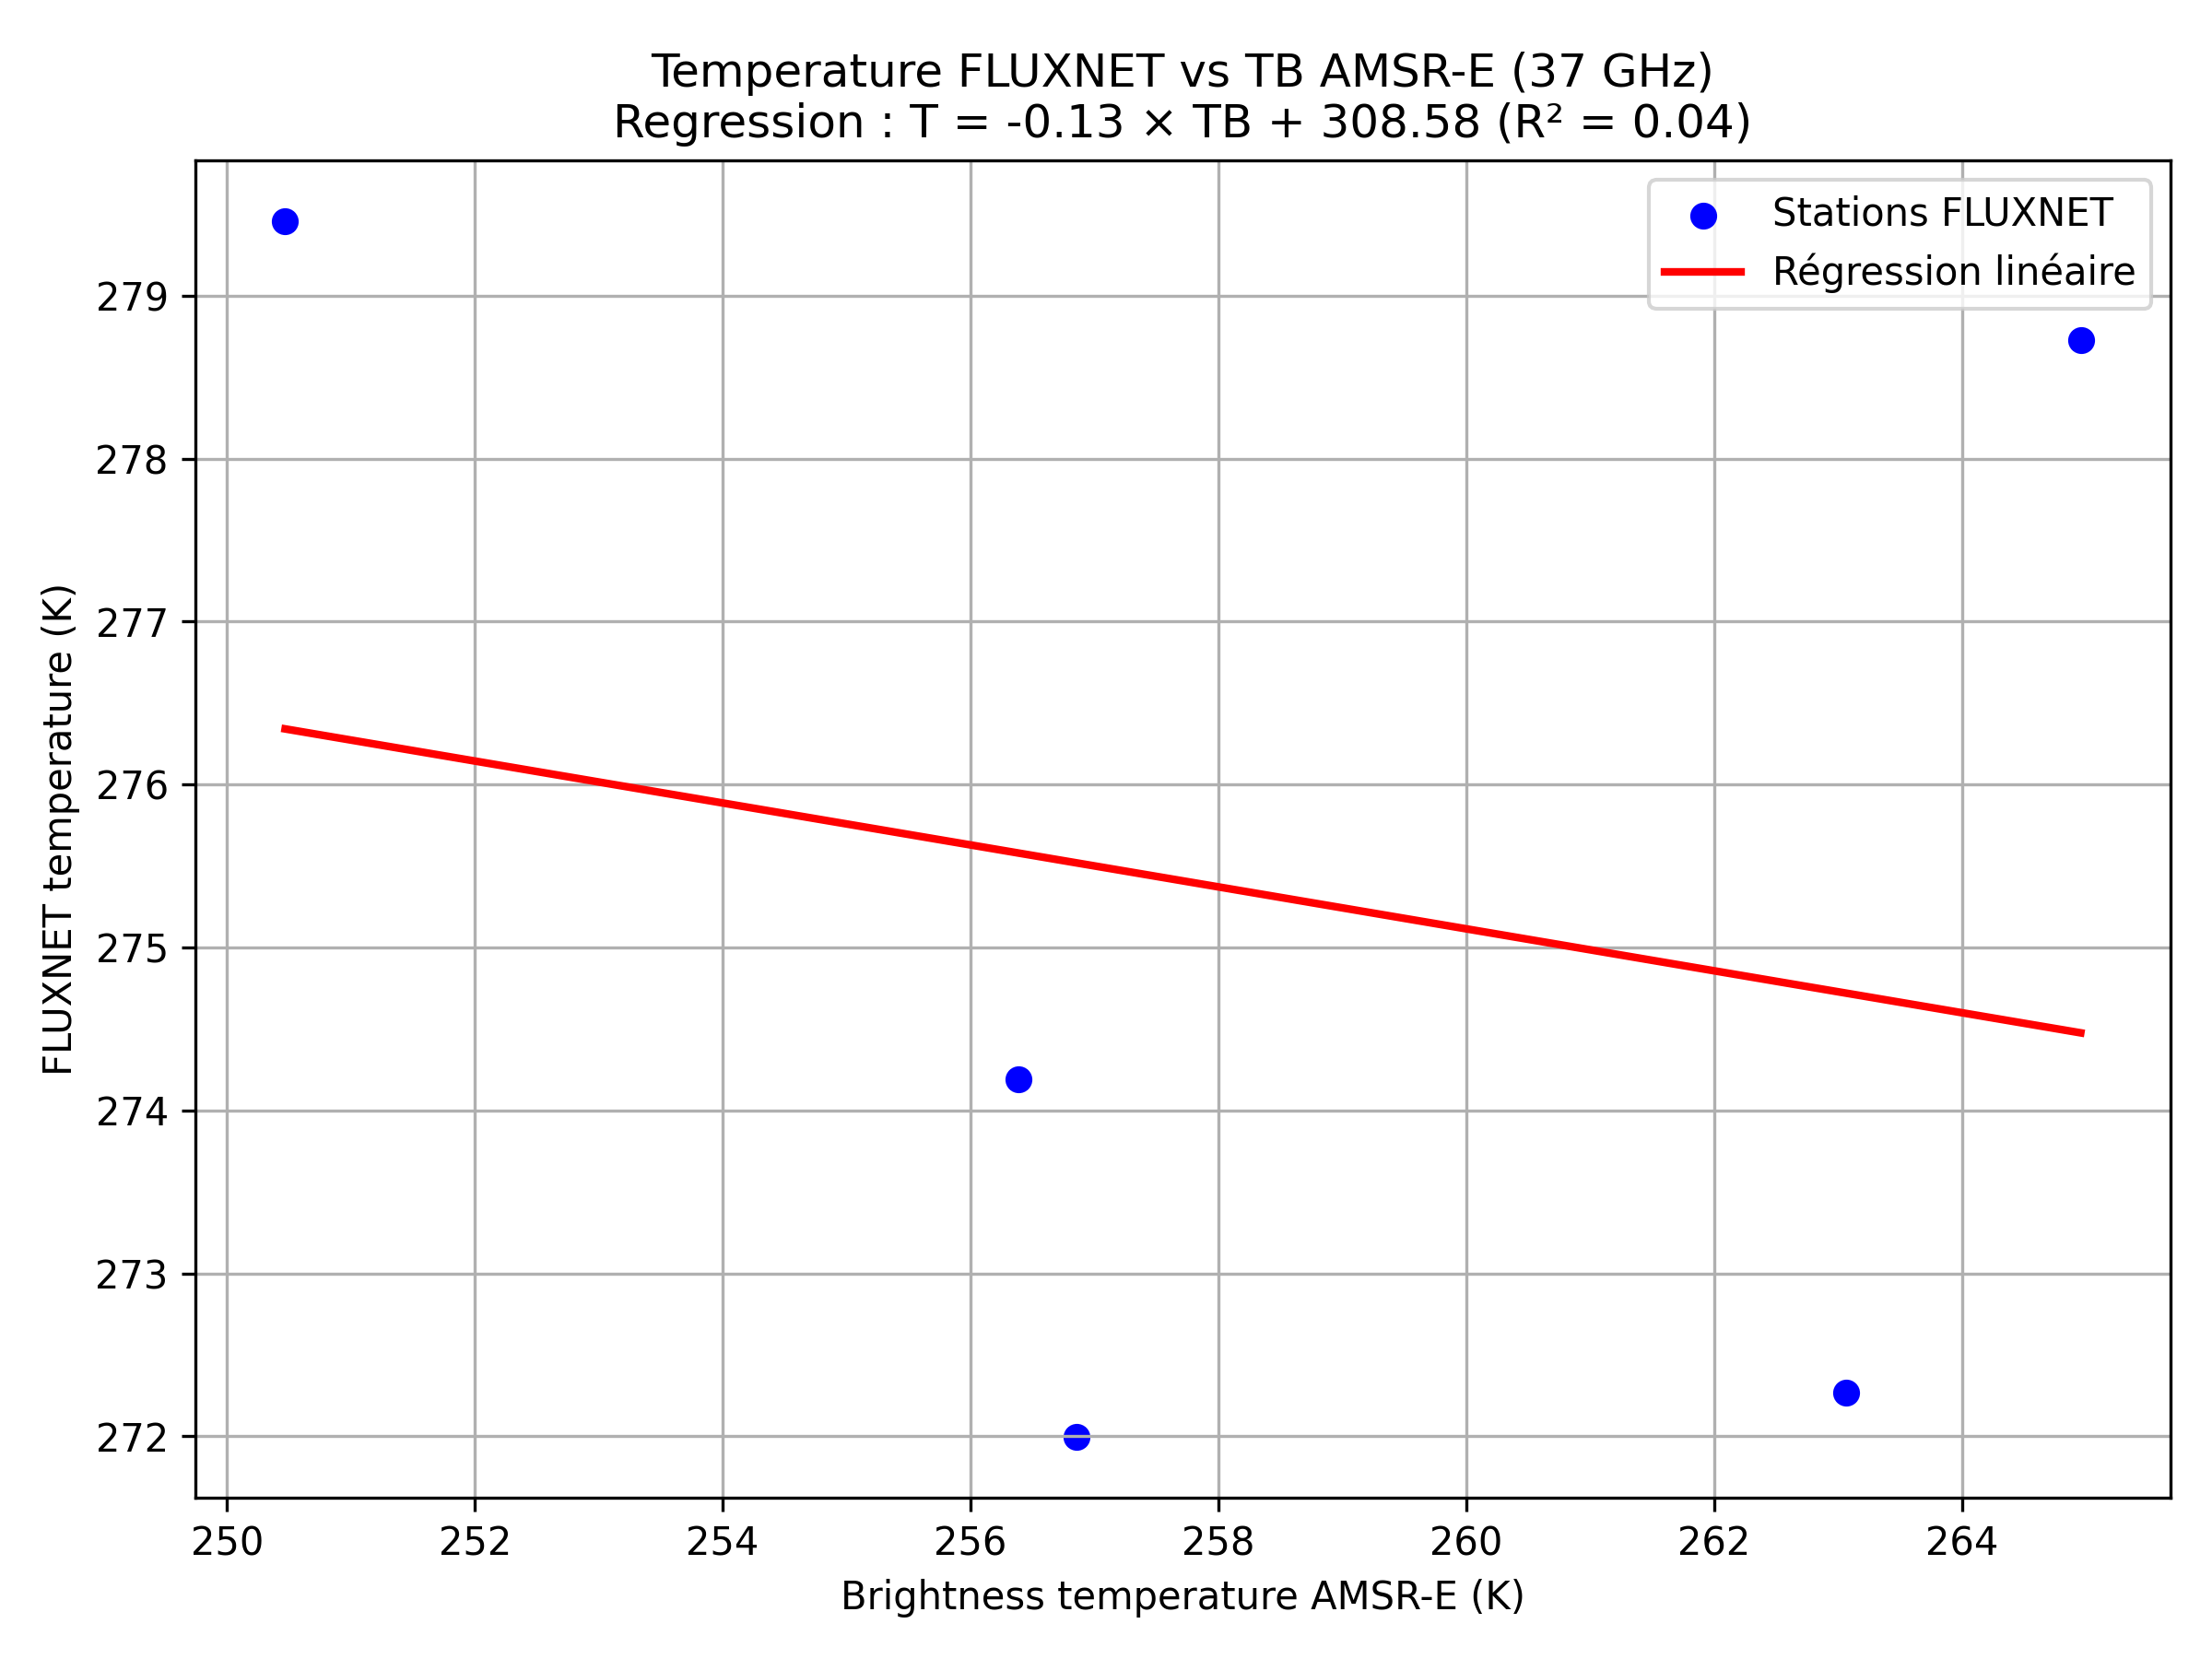 Temperature FLUXNET vs TB AMSR-E (37 GHz)
Regression : T = -0.13 × TB + 308.58 (R² = 0.04)
Stations FLUXNET
Régression linéaire
FLUXNET temperature (K)
279
278
277
276
275
274
273
272
250 252 254 256 258 260 262 264
Brightness temperature AMSR-E (K)